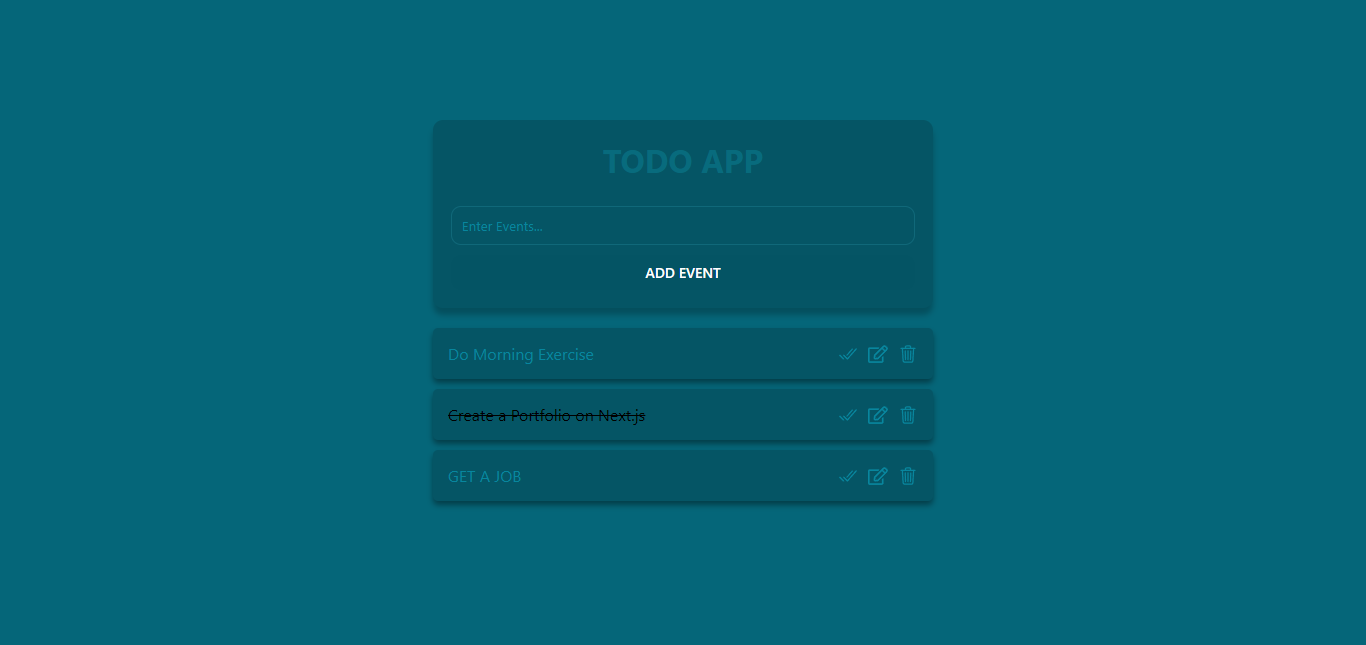 TODO APP
Enter Events...
ADD EVENT
Do Morning Exercise
Create a Portfolio on Next.js
GET A JOB